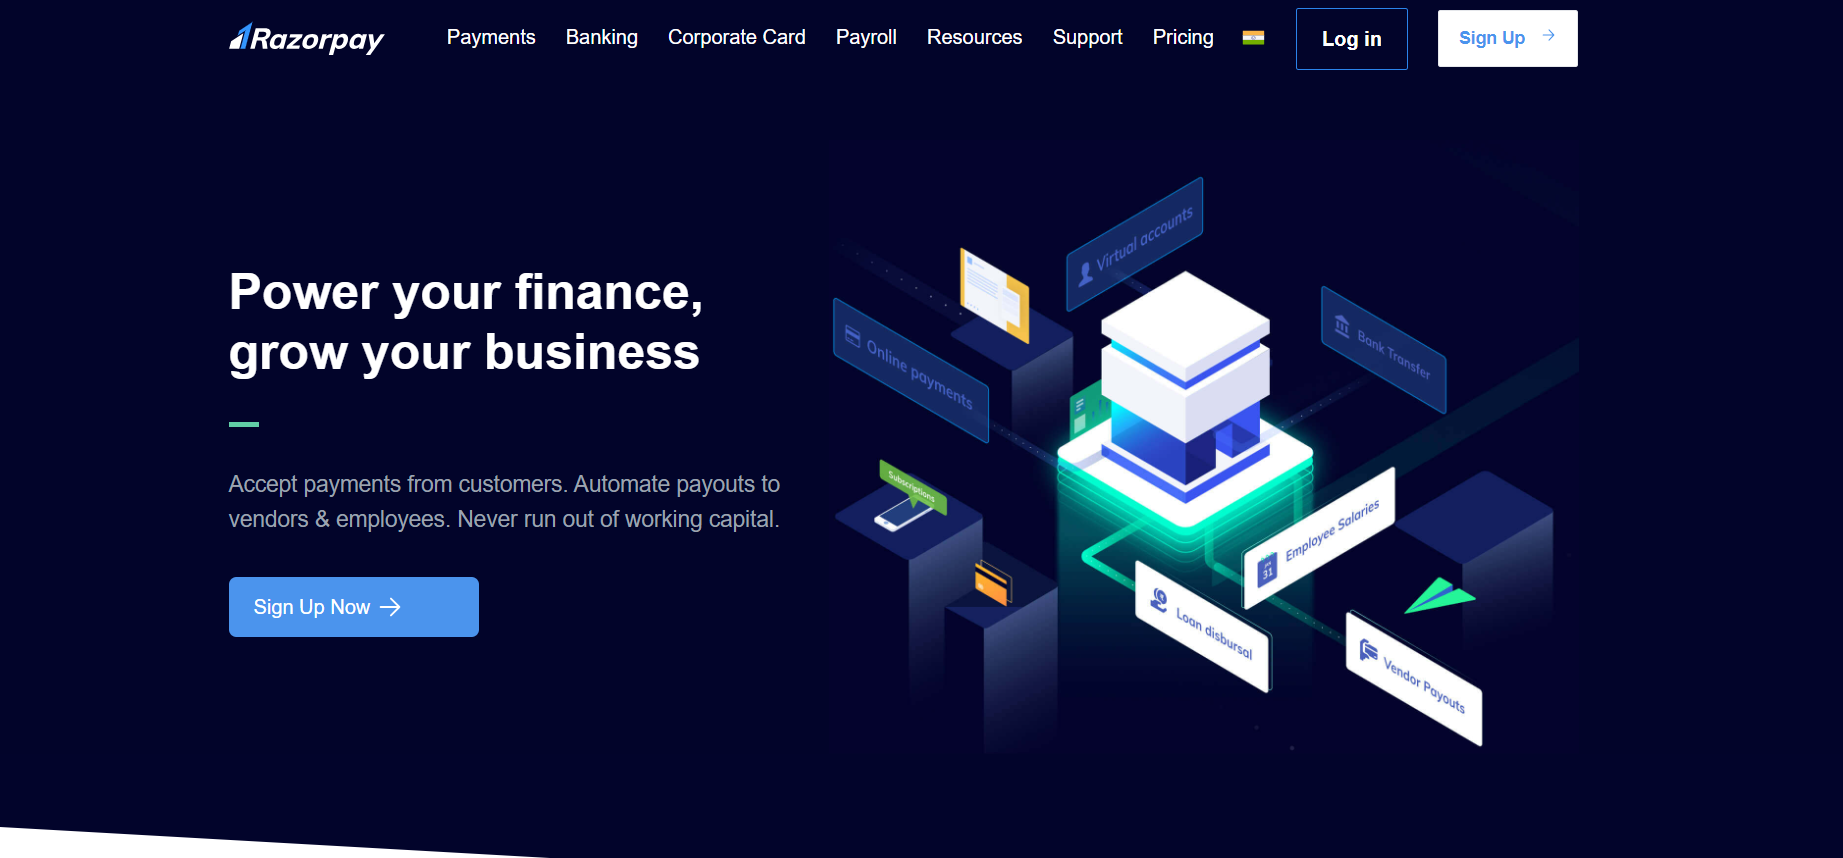 Razorpay
Payments
Banking
Corporate Card
Payroll
Resources
Support
Pricing
Log in
Sign Up
Power your finance,
grow your business
Accept payments from customers. Automate payouts to
vendors & employees. Never run out of working capital.
Sign Up Now
Virtual accounts
Online payments
Bank Transfer
Subscriptions
Employee Salaries
31
Loan disbursal
Vendor Payouts